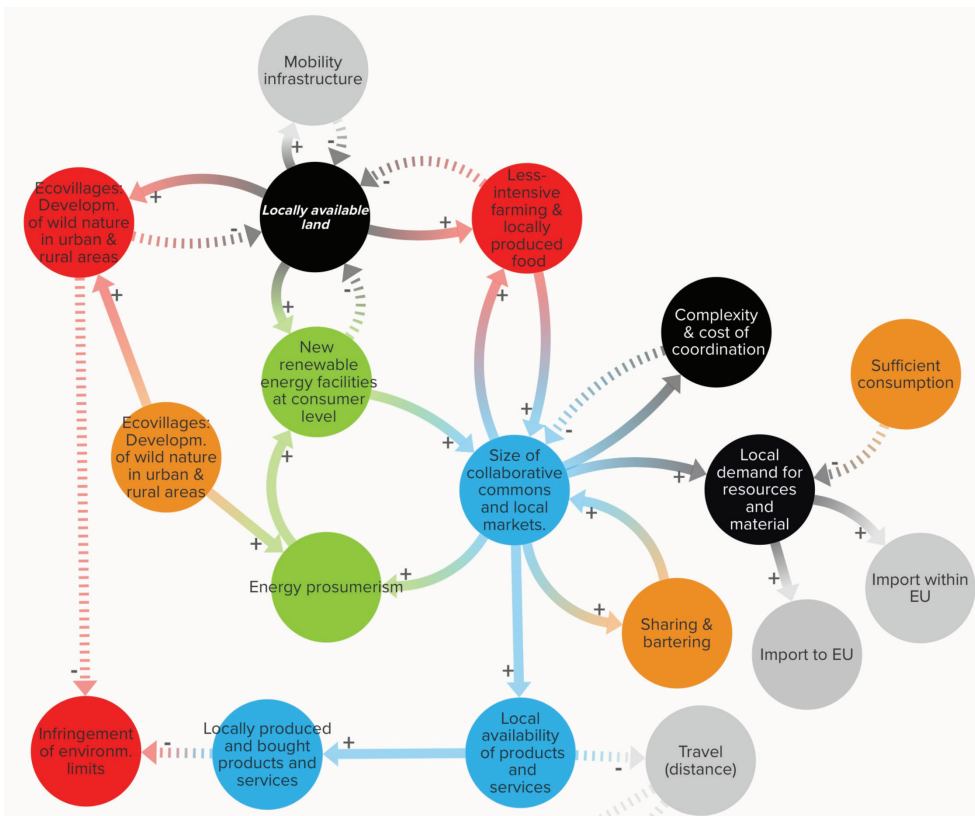 Mobility
infrastructure
+
-
Ecovillages:
Developm.
of wild nature
in urban &
rural areas
+
-
Locally available
land
-
+
Less-
intensive
farming &
locally
produced
food
+
+
-
+
New
renewable
energy facilities
at consumer
level
+
Complexity
& cost of
coordination
-
Sufficient
consumption
-
Ecovillages:
Developm.
of wild nature
in urban &
rural areas
+
+
+
Size of
collaborative
commons
and local
markets.
+
Local
demand for
resources
and
material
+
+
Energy prosumerism
+
+
+
Sharing &
bartering
Import to EU
Import within
EU
-
+
Infringement
of environm.
limits
-
Locally produced
and bought
products and
services
+
Local
availability
of products
and
services
-
Travel
(distance)